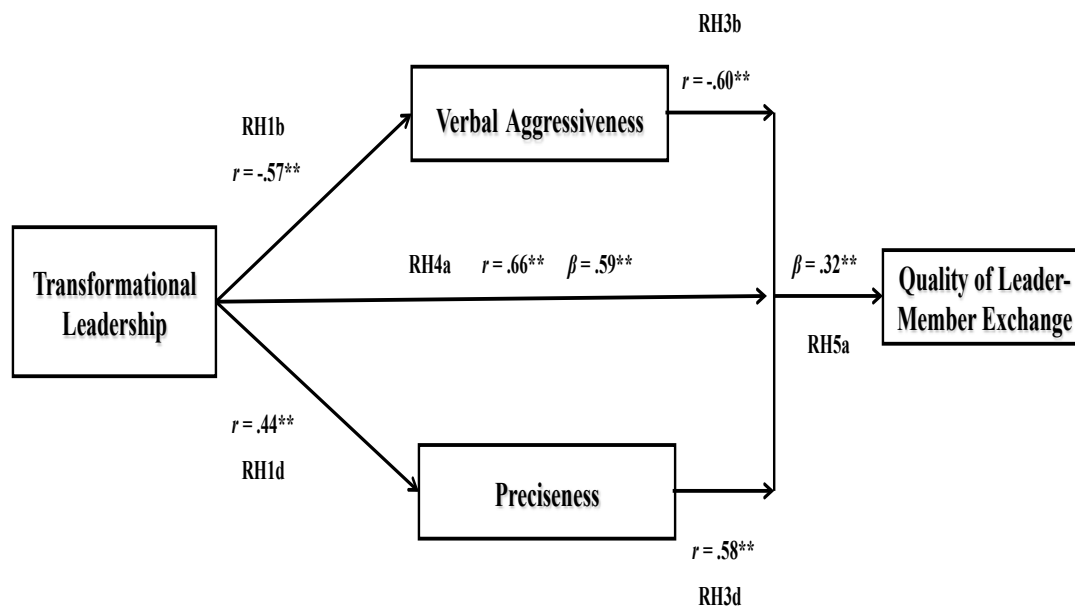 RH3b
r = -.60**
Verbal Aggressiveness
RH1b
r = -.57**
RH4a r = .66** β = .59**
β = .32**
Transformational
Leadership
Quality of Leader-
Member Exchange
RH5a
r = .44**
RH1d
Preciseness
r = .58**
RH3d